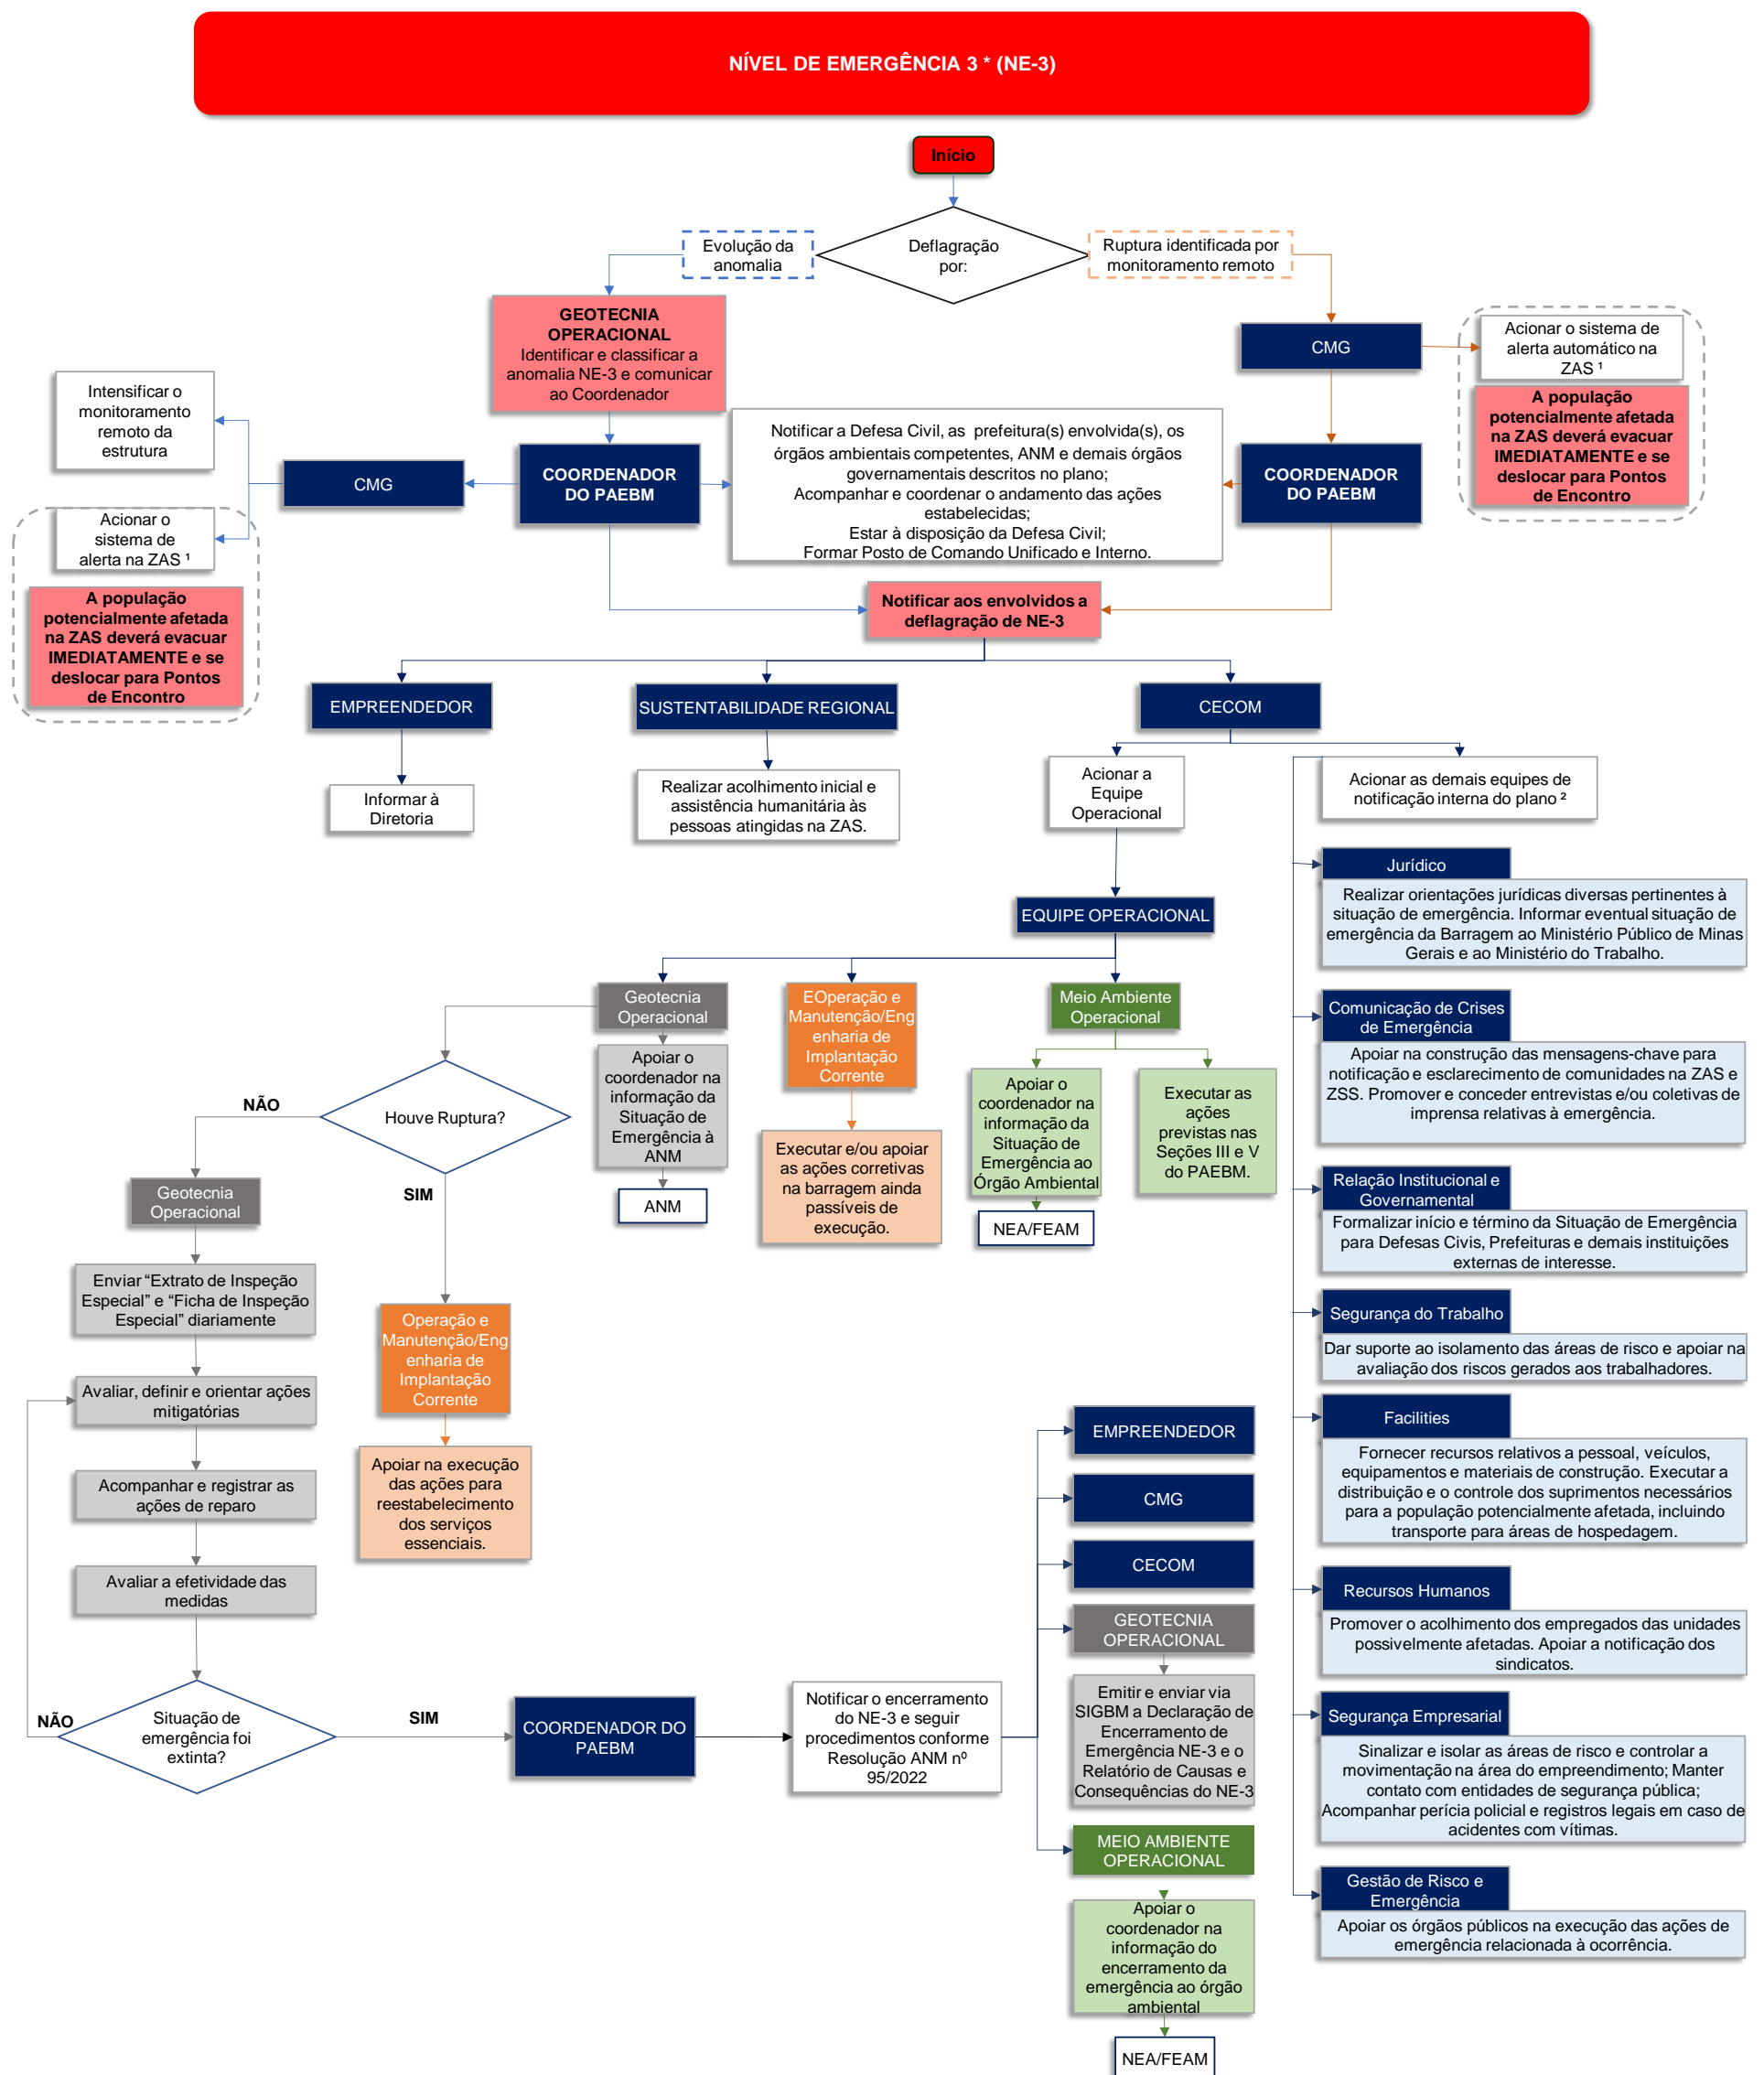 NÍVEL DE EMERGÊNCIA 3 * (NE-3)
Início
Deflagração
por:
Evolução da
anomalia
Ruptura identificada por
monitoramento remoto
GEOTECNIA
OPERACIONAL
Identificar e classificar a
anomalia NE-3 e comunicar
ao Coordenador
CMG
Acionar o sistema de
alerta automático na
ZAS ¹
A população
potencialmente afetada
na ZAS deverá evacuar
IMEDIATAMENTE e se
deslocar para Pontos
de Encontro
Intensificar o
monitoramento
remoto da
estrutura
CMG
COORDENADOR
DO PAEBM
Notificar a Defesa Civil, as  prefeitura(s) envolvida(s), os
órgãos ambientais competentes, ANM e demais órgãos
governamentais descritos no plano;
Acompanhar e coordenar o andamento das ações
estabelecidas;
Estar à disposição da Defesa Civil;
Formar Posto de Comando Unificado e Interno.
COORDENADOR
DO PAEBM
Acionar o
sistema de
alerta na ZAS ¹
A população
potencialmente afetada
na ZAS deverá evacuar
IMEDIATAMENTE e se
deslocar para Pontos
de Encontro
Notificar aos envolvidos a
deflagração de NE-3
EMPREENDEDOR
SUSTENTABILIDADE REGIONAL
CECOM
Informar à
Diretoria
Realizar acolhimento inicial e
assistência humanitária às
pessoas atingidas na ZAS.
Acionar a
Equipe
Operacional
Acionar as demais equipes de
notificação interna do plano ²
EQUIPE OPERACIONAL
Geotecnia
Operacional
EOperação e
Manutenção/Eng
enharia de
Implantação
Corrente
Meio Ambiente
Operacional
Apoiar o
coordenador na
informação da
Situação de
Emergência à
ANM
ANM
Executar e/ou apoiar
as ações corretivas
na barragem ainda
passíveis de
execução.
Apoiar o
coordenador na
informação da
Situação de
Emergência ao
Órgão Ambiental
NEA/FEAM
Executar as
ações
previstas nas
Seções III e V
do PAEBM.
Houve Ruptura?
NÃO
SIM
Geotecnia
Operacional
Enviar “Extrato de Inspeção
Especial” e “Ficha de Inspeção
Especial” diariamente
Avaliar, definir e orientar ações
mitigatórias
Acompanhar e registrar as
ações de reparo
Avaliar a efetividade das
medidas
Situação de
emergência foi
extinta?
NÃO
SIM
Operação e
Manutenção/Eng
enharia de
Implantação
Corrente
Apoiar na execução
das ações para
reestabelecimento
dos serviços
essenciais.
COORDENADOR DO
PAEBM
Notificar o encerramento
do NE-3 e seguir
procedimentos conforme
Resolução ANM nº
95/2022
EMPREENDEDOR
CMG
CECOM
GEOTECNIA
OPERACIONAL
Emitir e enviar via
SIGBM a Declaração de
Encerramento de
Emergência NE-3 e o
Relatório de Causas e
Consequências do NE-3
MEIO AMBIENTE
OPERACIONAL
Apoiar o
coordenador na
informação do
encerramento da
emergência ao órgão
ambiental
NEA/FEAM
Jurídico
Realizar orientações jurídicas diversas pertinentes à
situação de emergência. Informar eventual situação de
emergência da Barragem ao Ministério Público de Minas
Gerais e ao Ministério do Trabalho.
Comunicação de Crises
de Emergência
Apoiar na construção das mensagens-chave para
notificação e esclarecimento de comunidades na ZAS e
ZSS. Promover e conceder entrevistas e/ou coletivas de
imprensa relativas à emergência.
Relação Institucional e
Governamental
Formalizar início e término da Situação de Emergência
para Defesas Civis, Prefeituras e demais instituições
externas de interesse.
Segurança do Trabalho
Dar suporte ao isolamento das áreas de risco e apoiar na
avaliação dos riscos gerados aos trabalhadores.
Facilities
Fornecer recursos relativos a pessoal, veículos,
equipamentos e materiais de construção. Executar a
distribuição e o controle dos suprimentos necessários
para a população potencialmente afetada, incluindo
transporte para áreas de hospedagem.
Recursos Humanos
Promover o acolhimento dos empregados das unidades
possivelmente afetadas. Apoiar a notificação dos
sindicatos.
Segurança Empresarial
Sinalizar e isolar as áreas de risco e controlar a
movimentação na área do empreendimento; Manter
contato com entidades de segurança pública;
Acompanhar perícia policial e registros legais em caso de
acidentes com vítimas.
Gestão de Risco e
Emergência
Apoiar os órgãos públicos na execução das ações de
emergência relacionada à ocorrência.